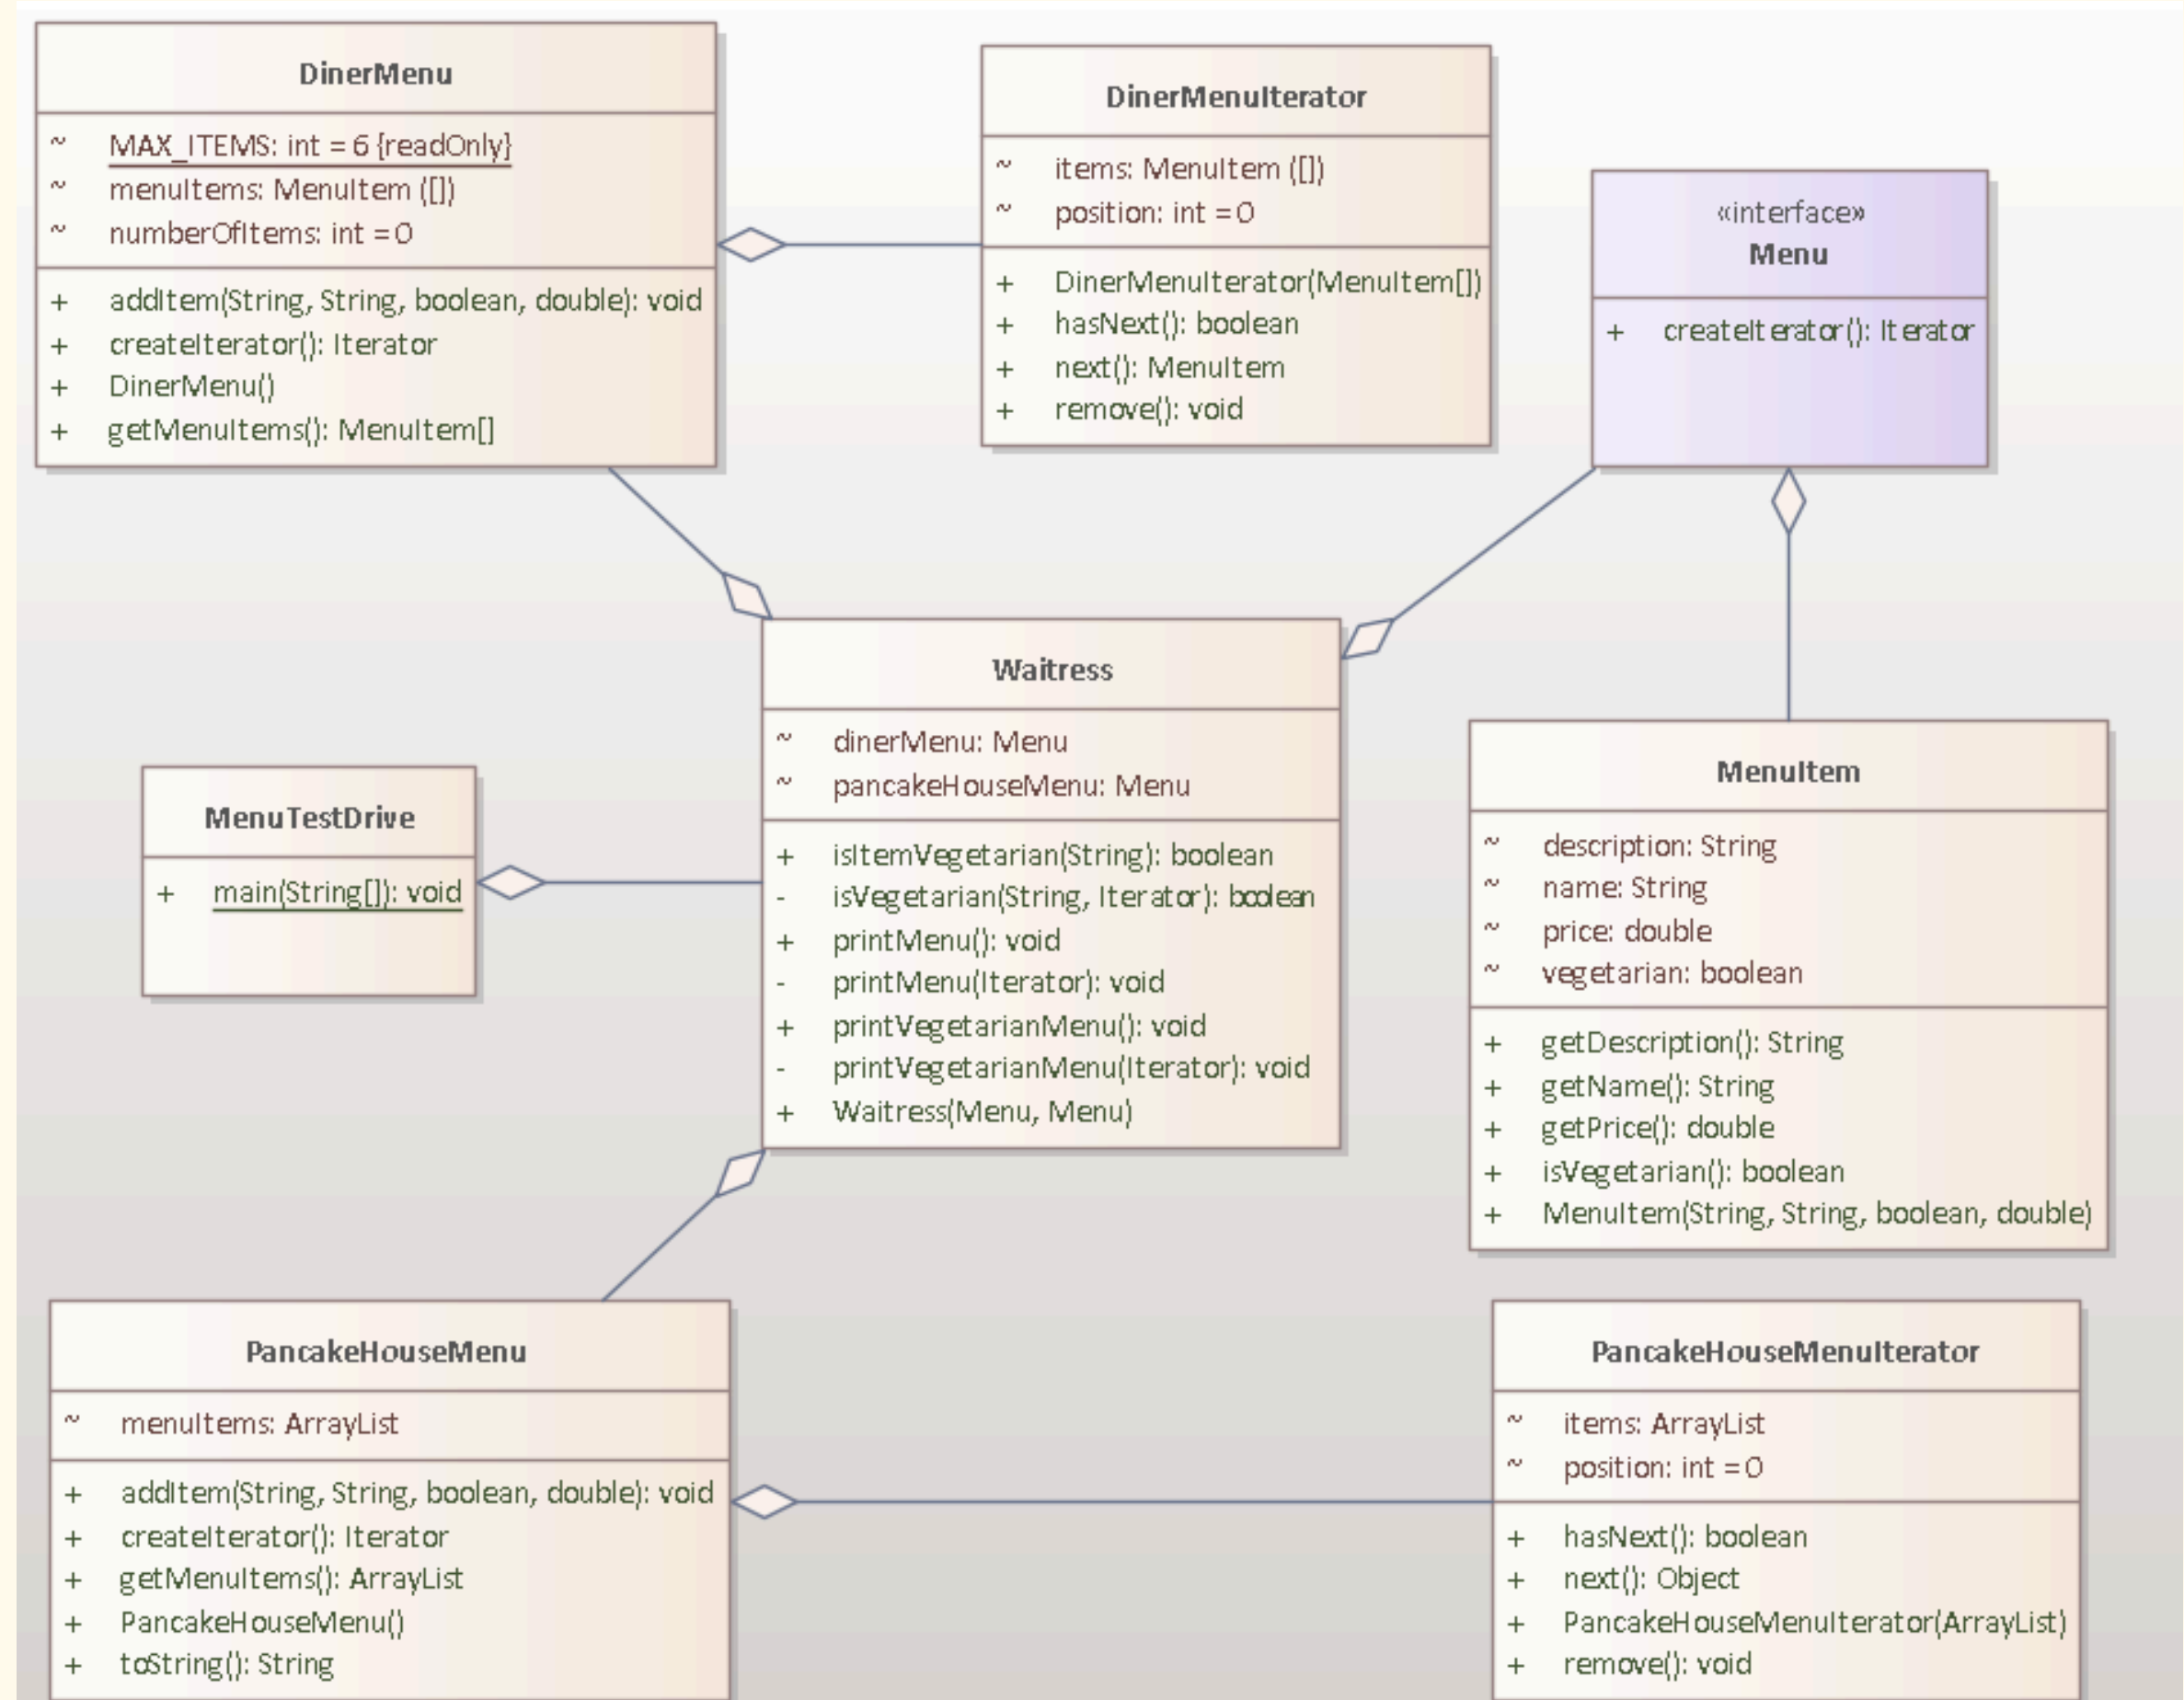 DinerMenu
~ MAX_ITEMS: int = 6 {readOnly}
~ menuItems: MenuItem ([])
~ numberOfItems: int = 0
+ addItem(String, String, boolean, double): void
+ createIterator(): Iterator
+ DinerMenu()
+ getMenuItems(): MenuItem[]
DinerMenuIterator
~ items: MenuItem ([])
~ position: int = 0
+ DinerMenuIterator(MenuItem[])
+ hasNext(): boolean
+ next(): MenuItem
+ remove(): void
«interface»
Menu
+ createIterator(): Iterator
Waitress
~ dinerMenu: Menu
~ pancakeHouseMenu: Menu
+ isItemVegetarian(String): boolean
- isVegetarian(String, Iterator): boolean
+ printMenu(): void
- printMenu(Iterator): void
+ printVegetarianMenu(): void
- printVegetarianMenu(Iterator): void
+ Waitress(Menu, Menu)
MenuTestDrive
+ main(String[]): void
MenuItem
~ description: String
~ name: String
~ price: double
~ vegetarian: boolean
+ getDescription(): String
+ getName(): String
+ getPrice(): double
+ isVegetarian(): boolean
+ MenuItem(String, String, boolean, double)
PancakeHouseMenu
~ menuItems: ArrayList
+ addItem(String, String, boolean, double): void
+ createIterator(): Iterator
+ getMenuItems(): ArrayList
+ PancakeHouseMenu()
+ toString(): String
PancakeHouseMenuIterator
~ items: ArrayList
~ position: int = 0
+ hasNext(): boolean
+ next(): Object
+ PancakeHouseMenuIterator(ArrayList)
+ remove(): void